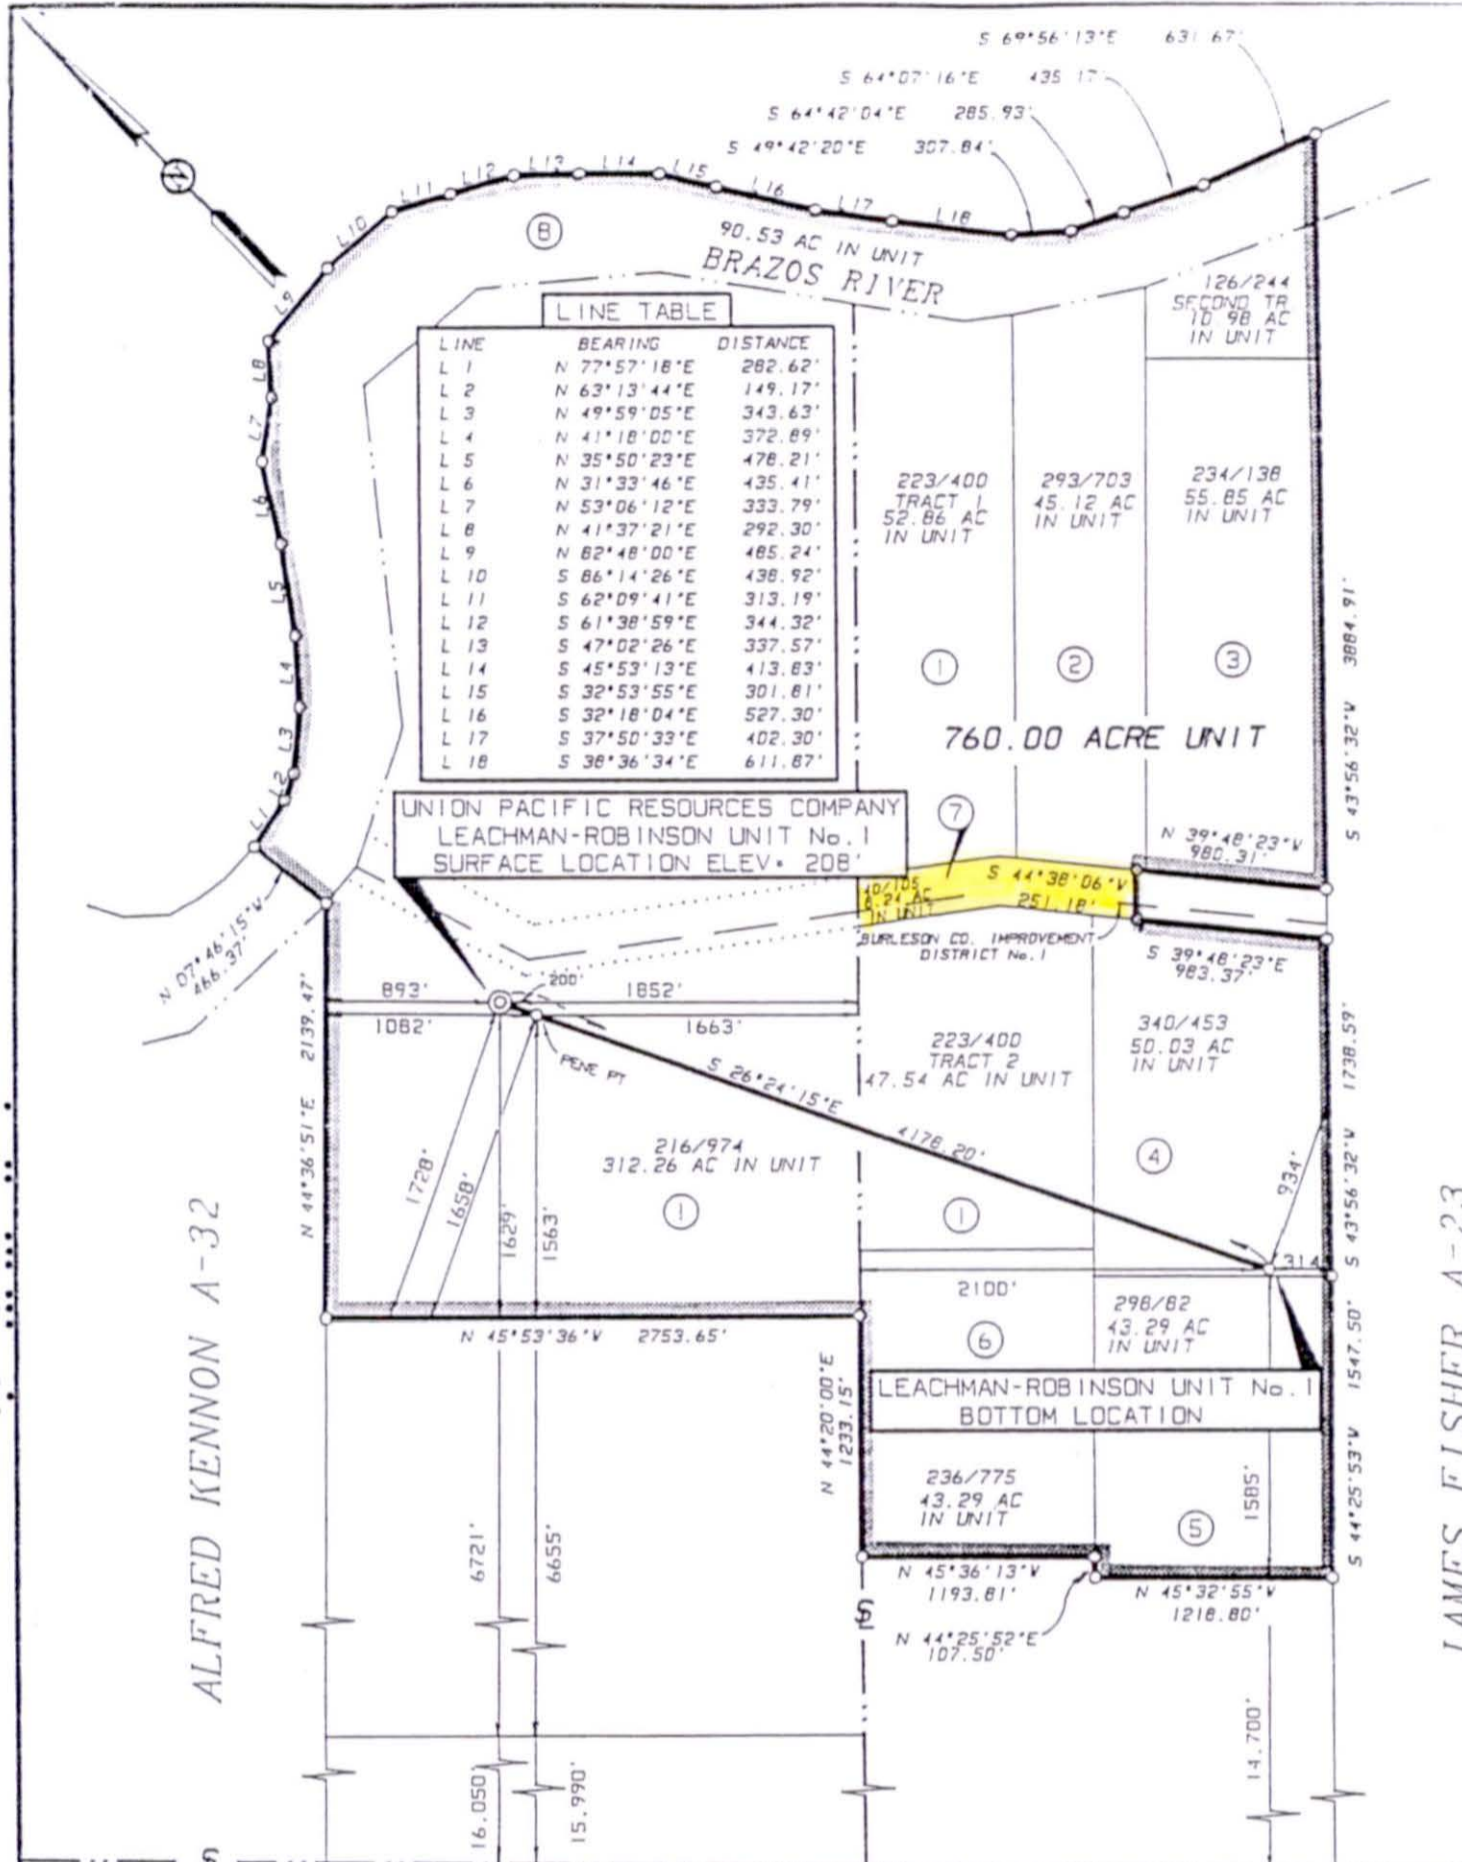 S 69°56'13"E 631.67'
S 64°07'16"E 435.17'
S 64°42'04"E 285.93'
S 49°42'20"E 307.84'
L12 L13 L14 L15
L11 L16
L10 L17 L18
L9
L8
L7
L6
L5
L4
L3
L2
L1
8
90.53 AC IN UNIT
BRAZOS RIVER
126/244
SECOND TR
10.98 AC
IN UNIT
LINE TABLE
LINE BEARING DISTANCE
L 1 N 77°57'18"E 282.62'
L 2 N 63°13'44"E 149.17'
L 3 N 49°59'05"E 343.63'
L 4 N 41°18'00"E 372.89'
L 5 N 35°50'23"E 478.21'
L 6 N 31°33'46"E 435.41'
L 7 N 53°06'12"E 333.79'
L 8 N 41°37'21"E 292.30'
L 9 N 82°48'00"E 485.24'
L 10 S 86°14'26"E 438.92'
L 11 S 62°09'41"E 313.19'
L 12 S 61°38'59"E 344.32'
L 13 S 47°02'26"E 337.57'
L 14 S 45°53'13"E 413.83'
L 15 S 32°53'55"E 301.81'
L 16 S 32°18'04"E 527.30'
L 17 S 37°50'33"E 402.30'
L 18 S 38°36'34"E 611.87'
223/400
TRACT 1
52.86 AC
IN UNIT
293/703
45.12 AC
IN UNIT
234/138
55.85 AC
IN UNIT
1
2
3
S 43°56'32"W 3884.91'
760.00 ACRE UNIT
UNION PACIFIC RESOURCES COMPANY
LEACHMAN-ROBINSON UNIT No.1
SURFACE LOCATION ELEV= 208'
7
N 39°48'23"W
980.31'
40/105
8.24 AC
IN UNIT
S 44°38'06"W
251.18'
BURLESON CO. IMPROVEMENT
DISTRICT No.1
S 39°48'23"E
983.37'
N 07°46'15"W
466.37'
N 44°36'51"E 2139.47'
893' 200' 1852'
1082' 1663'
PENE PT
223/400
TRACT 2
47.54 AC IN UNIT
340/453
50.03 AC
IN UNIT
S 43°56'32"W 1738.59'
S 26°24'15"E
4178.20'
216/974
312.26 AC IN UNIT
1
1
4
1728'
1658'
1629'
1563'
934'
314'
2100'
298/82
43.29 AC
IN UNIT
6
N 45°53'36"W 2753.65'
N 44°20'00"E
1233.15'
LEACHMAN-ROBINSON UNIT No.1
BOTTOM LOCATION
S 44°25'53"W 1547.50'
236/775
43.29 AC
IN UNIT
5
1585'
N 45°36'13"W
1193.81'
N 45°32'55"W
1218.80'
N 44°25'52"E
107.50'
6721'
6655'
16.050'
15.990'
14.700'
ALFRED KENNON A-32
JAMES FISHER A-23